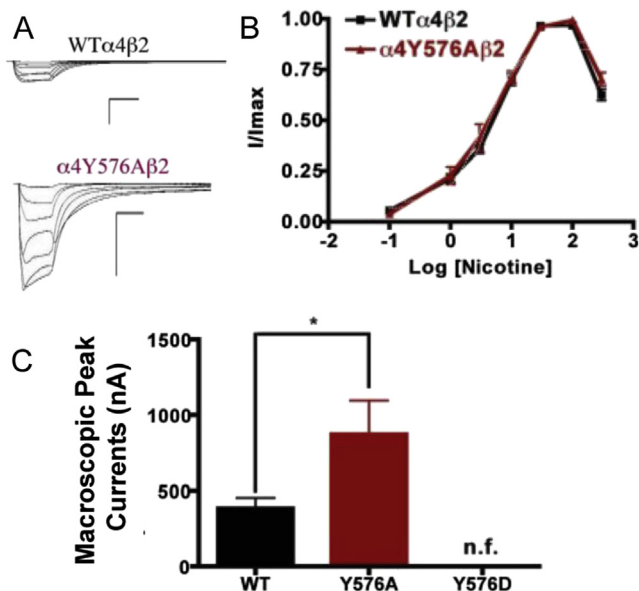 A
WTα4β2
α4Y576Aβ2
B
WTα4β2
α4Y576Aβ2
I/Imax
1.00
0.75
0.50
0.25
0.00
-2
-1
0
1
2
3
Log [Nicotine]
C
Macroscopic Peak
Currents (nA)
1500
1000
500
0
*
n.f.
WT
Y576A
Y576D